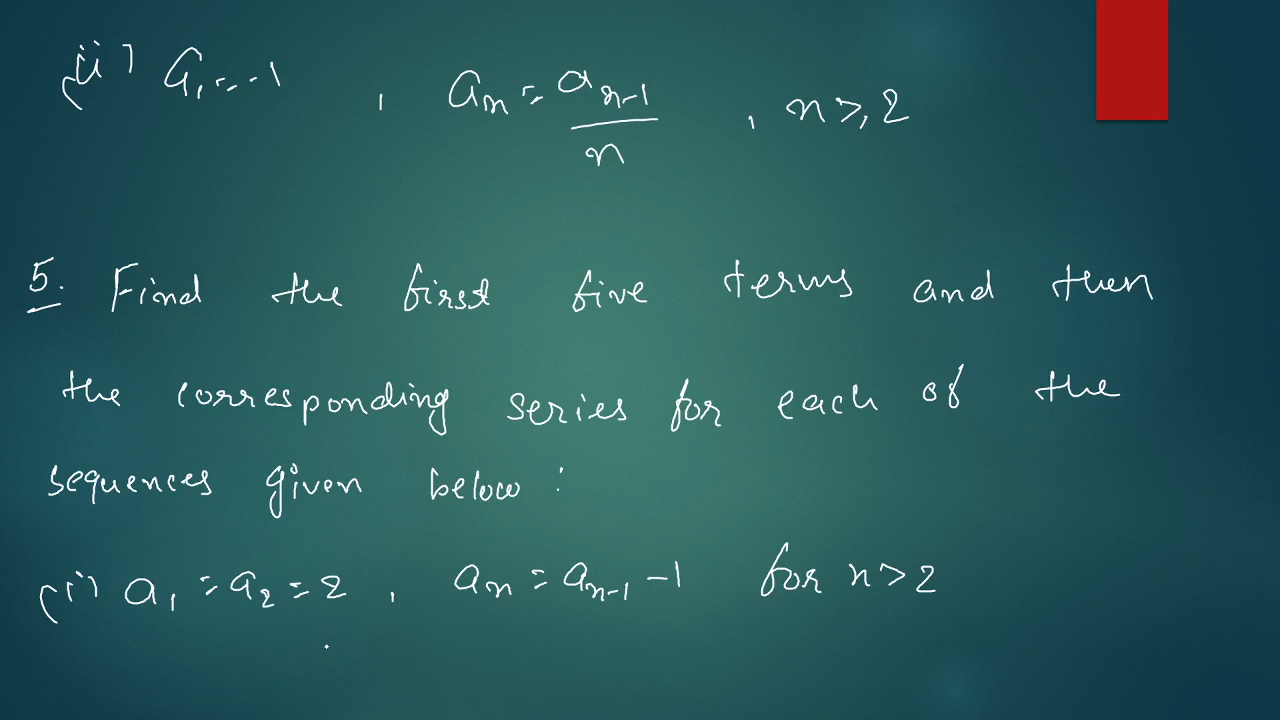 (ii) a₁ = -1 , aₙ = aₙ₋₁/n , n ≥ 2
5. Find the first five terms and then
the corresponding series for each of the
sequences given below :
(i) a₁ = a₂ = 2 , aₙ = aₙ₋₁ - 1 for n > 2